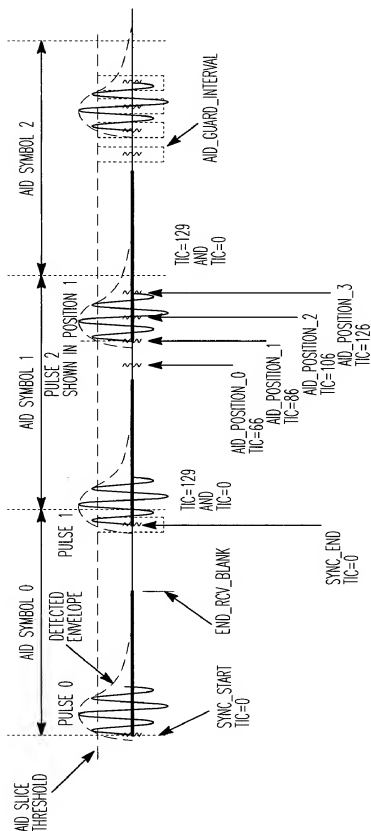 AID SYMBOL 0
AID SYMBOL 1
AID SYMBOL 2
AID SLICE
THRESHOLD
PULSE 0
DETECTED
ENVELOPE
PULSE 1
PULSE 2
SHOWN IN POSITION 1
TIC=129
AND
TIC=0
TIC=129
AND
TIC=0
AID_GUARD_INTERVAL
SYNC_START
TIC=0
END_RCV_BLANK
SYNC_END
TIC=0
AID_POSITION_0
TIC=66
AID_POSITION_1
TIC=86
AID_POSITION_2
TIC=106
AID_POSITION_3
TIC=126